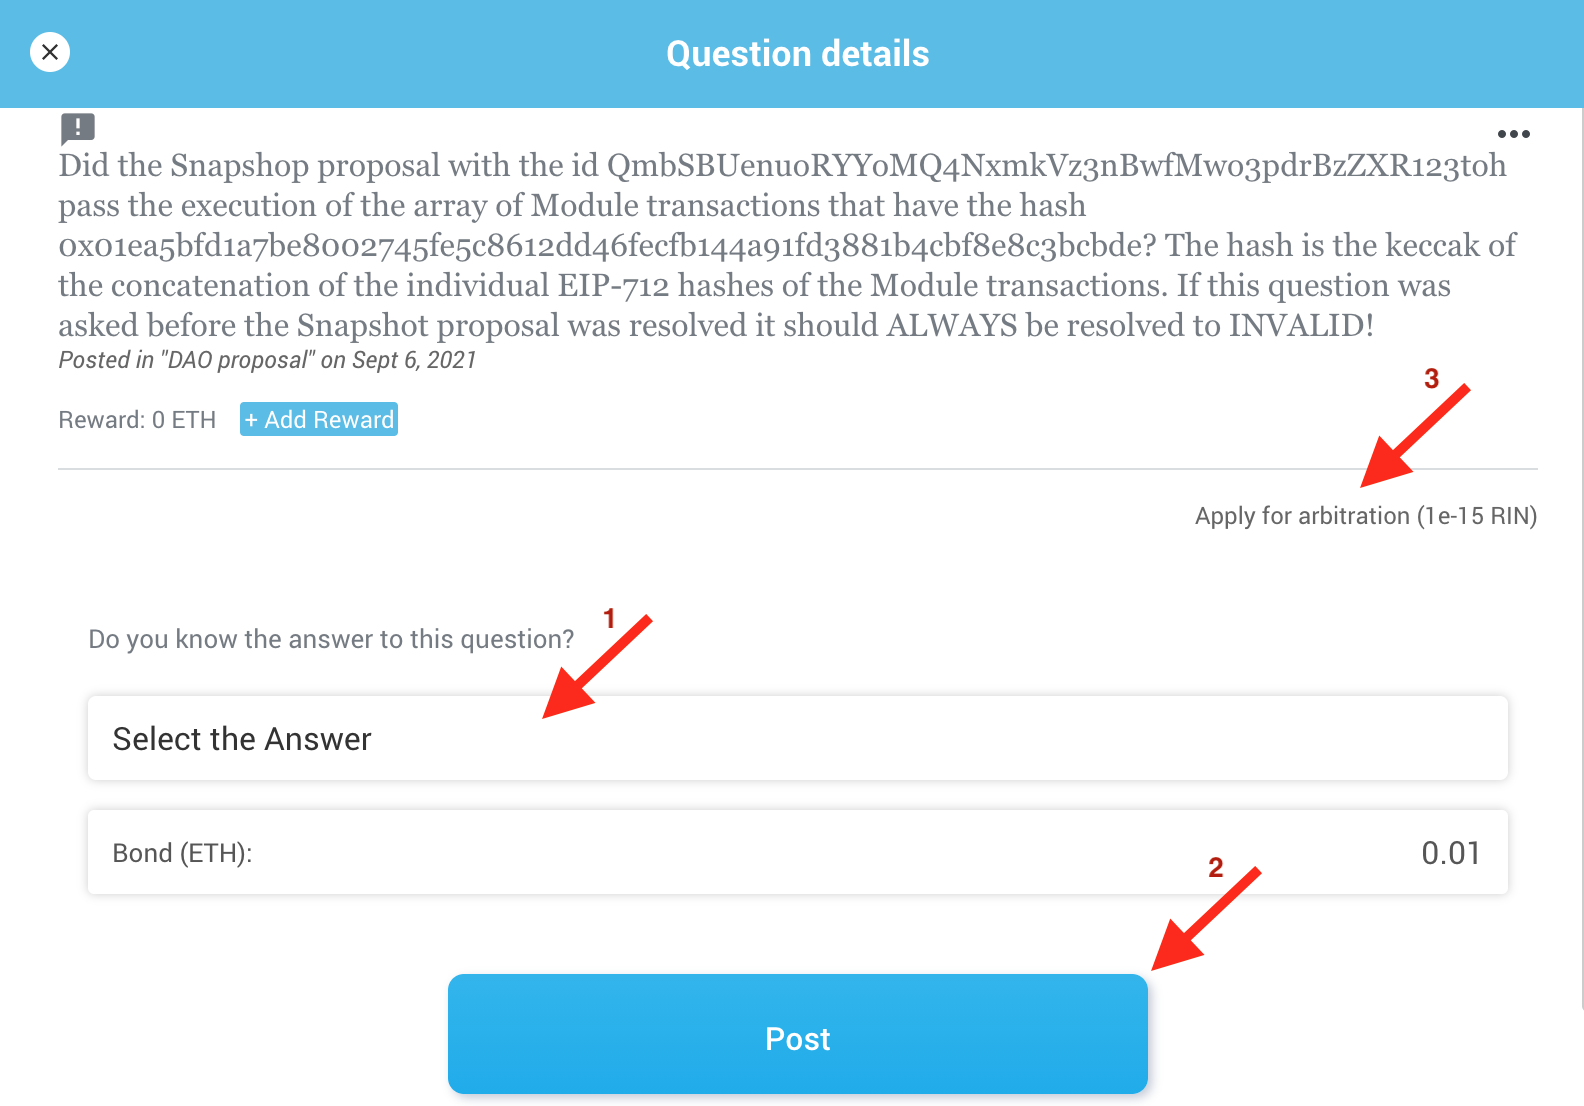 Question details
Did the Snapshop proposal with the id QmbSBUenuoRYYoMQ4NxmkVz3nBwfMwo3pdrBzZXR123toh
pass the execution of the array of Module transactions that have the hash
0x01ea5bfd1a7be8002745fe5c8612dd46fecfb144a91fd3881b4cbf8e8c3bcbde? The hash is the keccak of
the concatenation of the individual EIP-712 hashes of the Module transactions. If this question was
asked before the Snapshot proposal was resolved it should ALWAYS be resolved to INVALID!
Posted in "DAO proposal" on Sept 6, 2021
3
Reward: 0 ETH + Add Reward
Apply for arbitration (1e-15 RIN)
1
Do you know the answer to this question?
Select the Answer
Bond (ETH): 0.01
2
Post